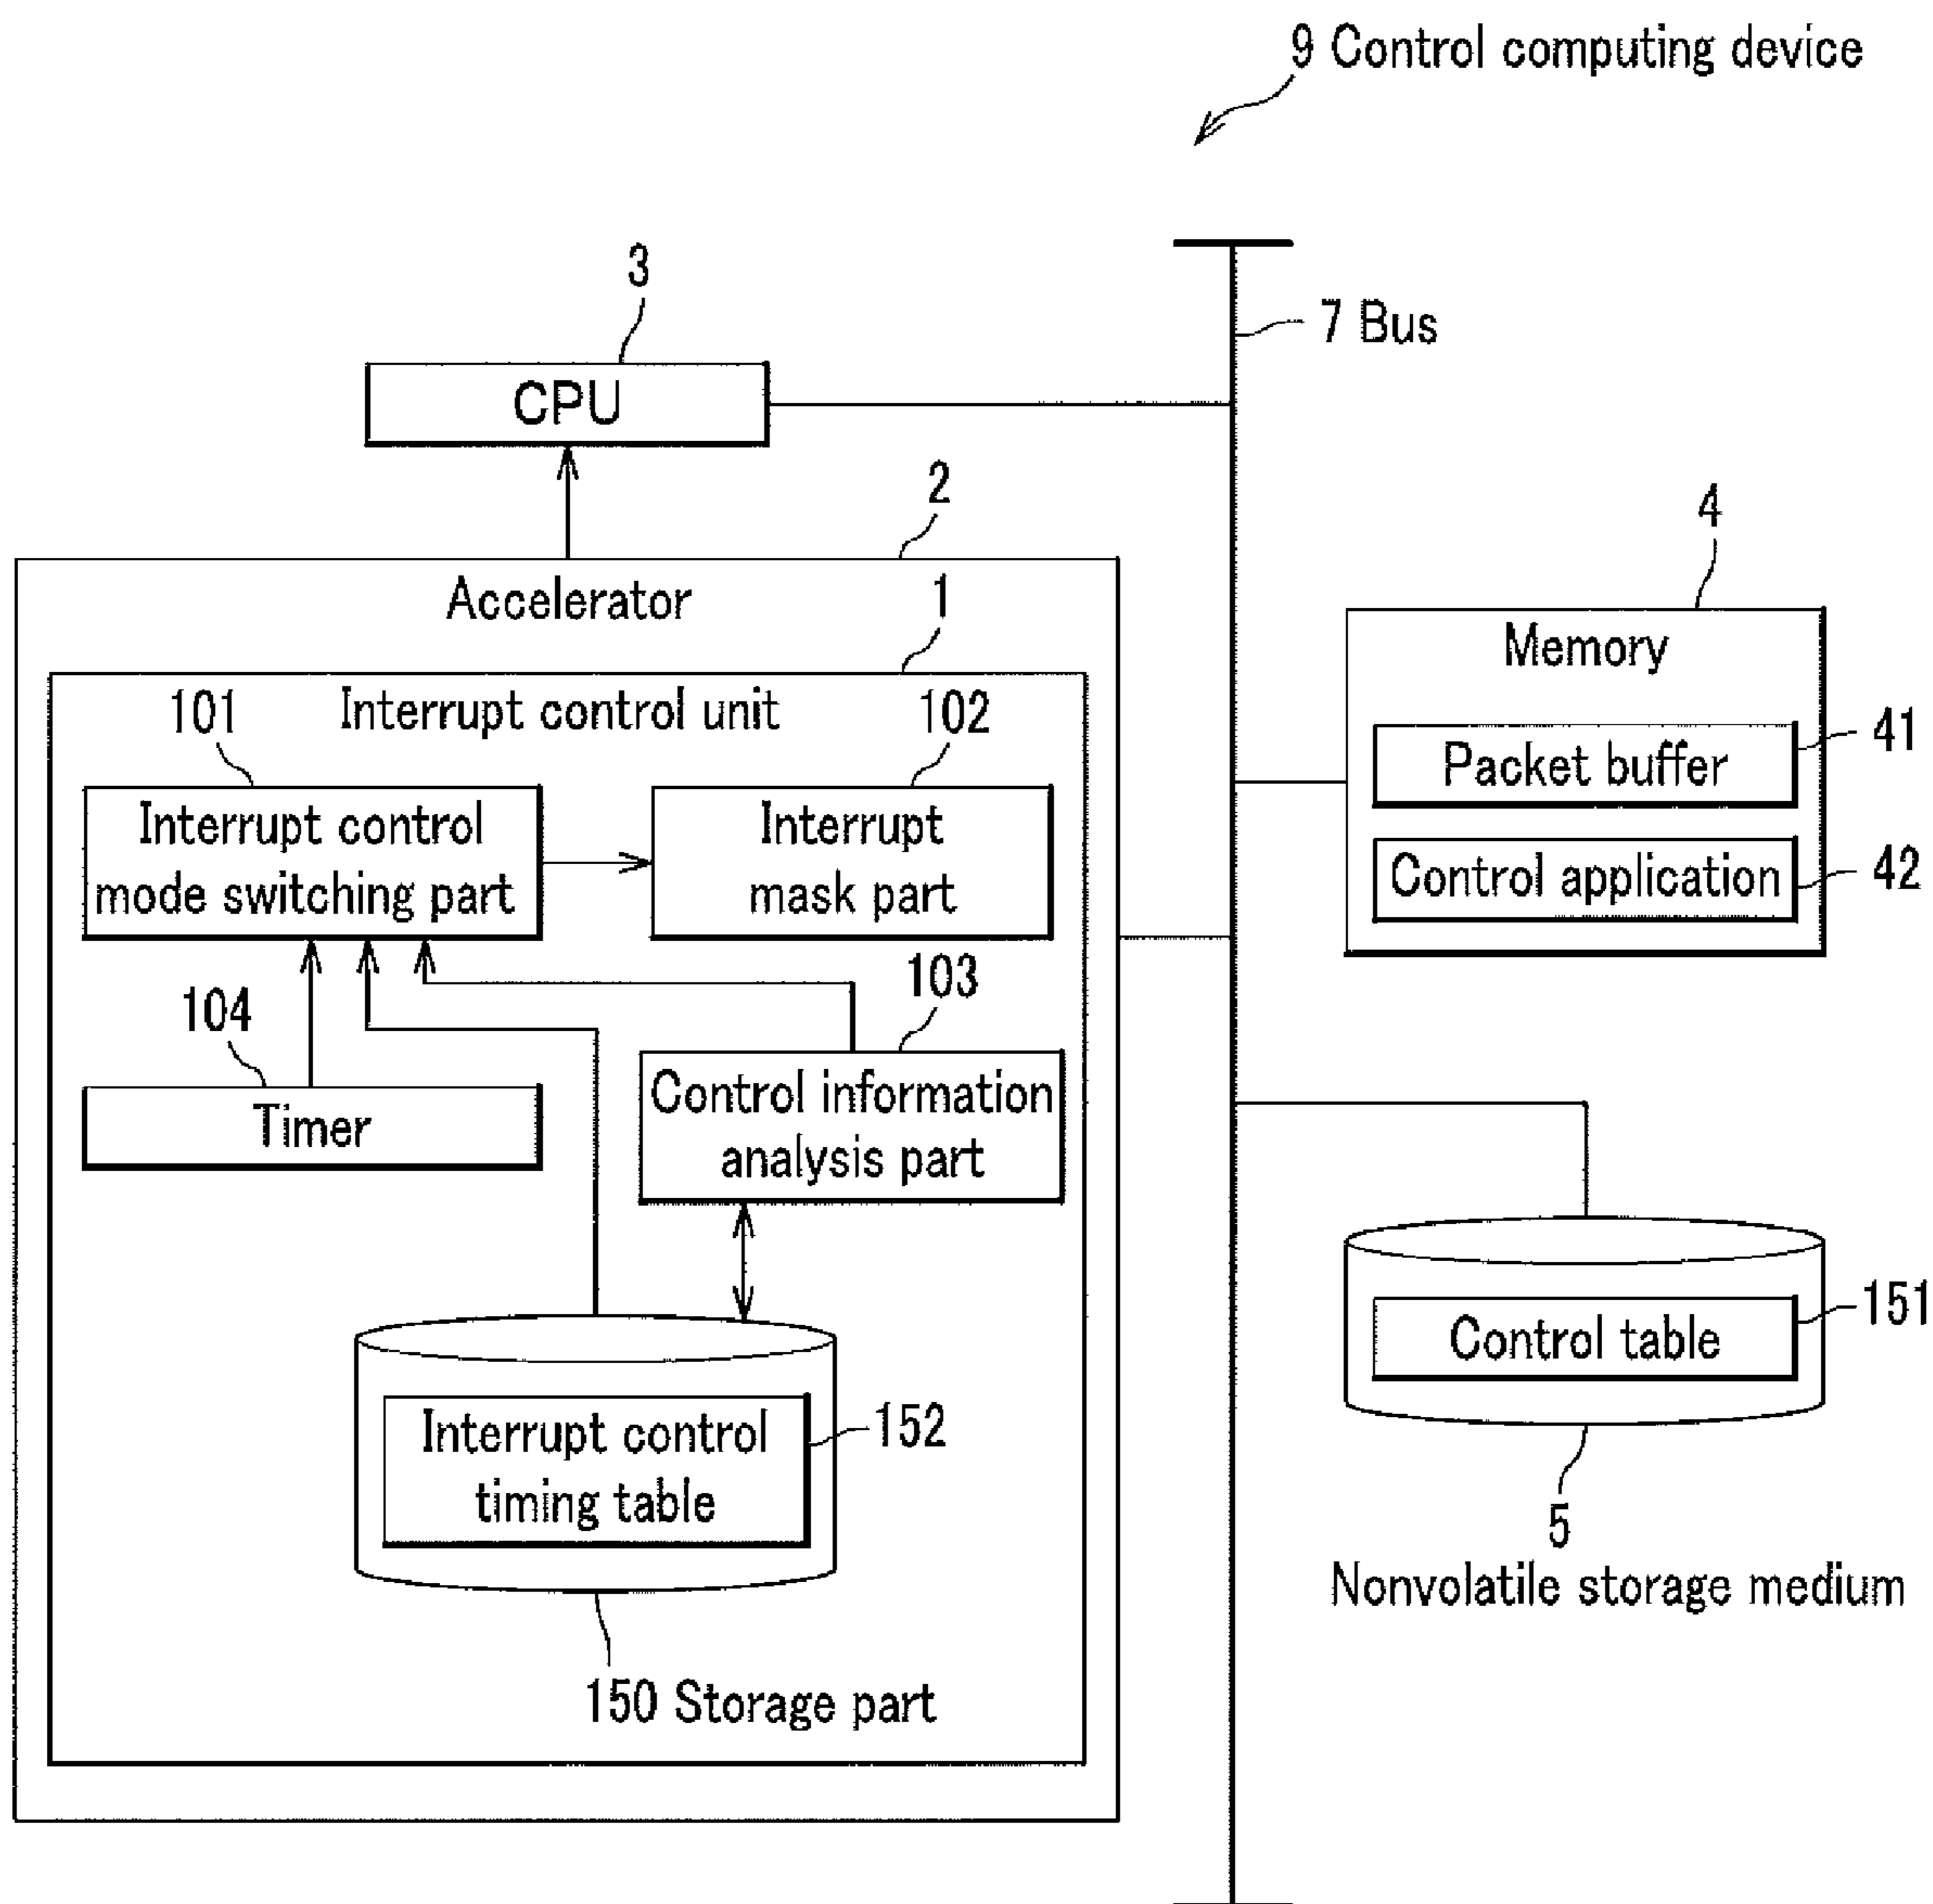 9 Control computing device
3
7 Bus
CPU
2
4
Accelerator
1
Memory
Interrupt control unit
101
102
41
Packet buffer
Interrupt control
mode switching part
Interrupt
mask part
42
Control application
103
104
Control information
analysis part
Timer
151
Control table
Interrupt control
timing table
152
5
Nonvolatile storage medium
150 Storage part